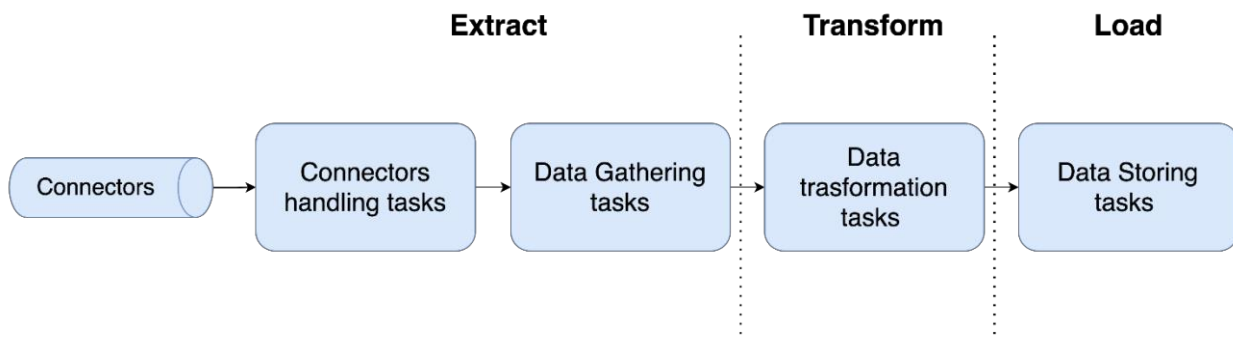 Extract
Transform
Load
Connectors
Connectors
handling tasks
Data Gathering
tasks
Data
trasformation
tasks
Data Storing
tasks